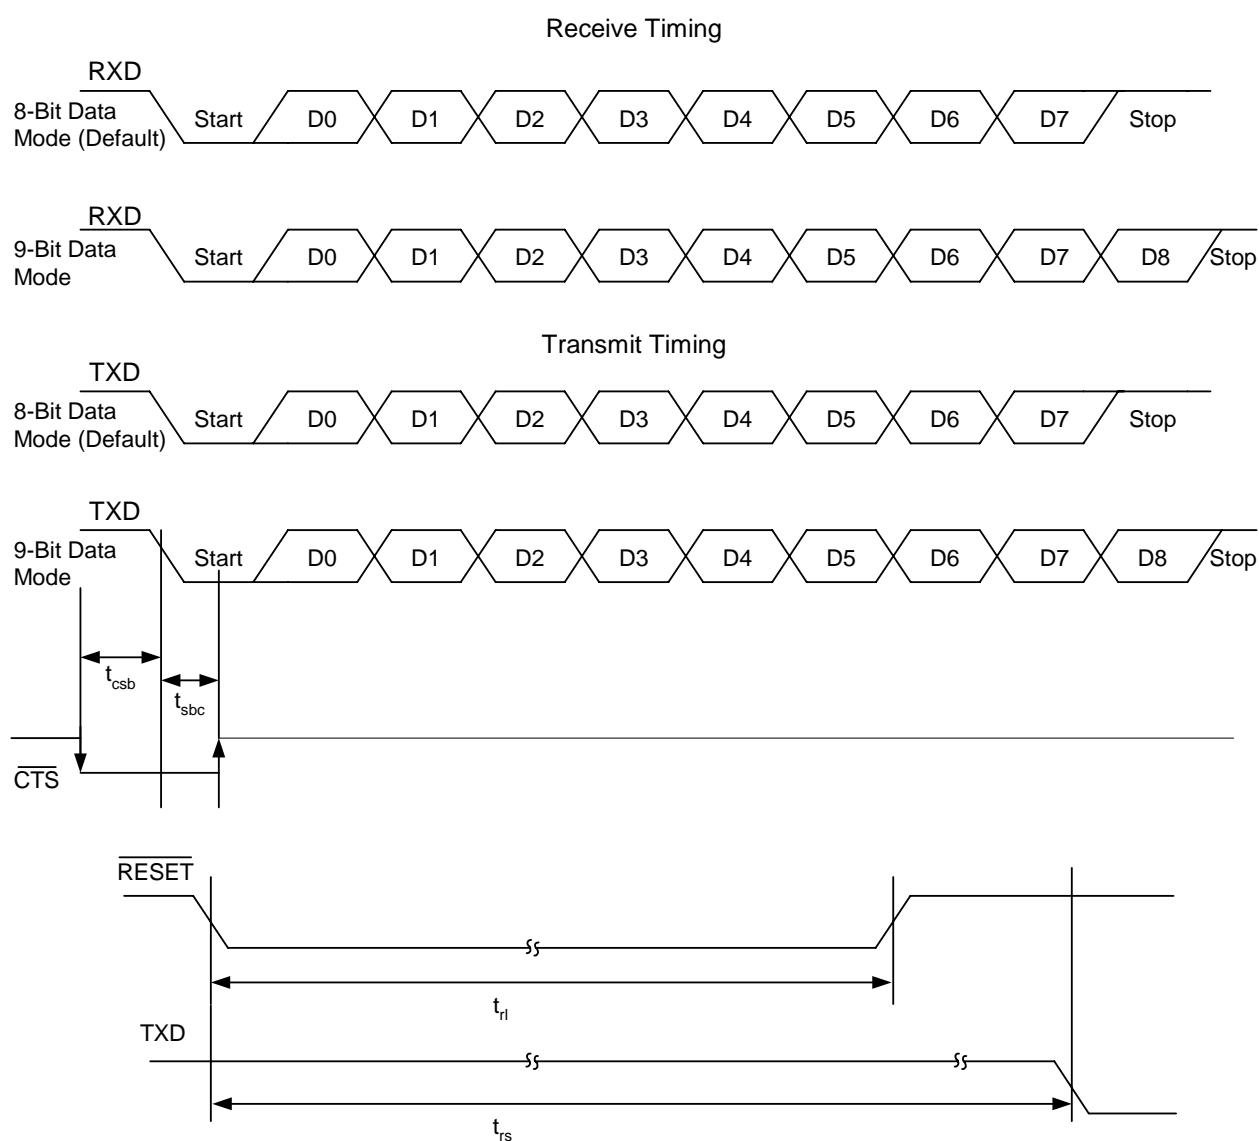 Receive Timing
RXD
8-Bit Data
Mode (Default)
Start D0 D1 D2 D3 D4 D5 D6 D7 Stop
RXD
9-Bit Data
Mode
Start D0 D1 D2 D3 D4 D5 D6 D7 D8 Stop
Transmit Timing
TXD
8-Bit Data
Mode (Default)
Start D0 D1 D2 D3 D4 D5 D6 D7 Stop
TXD
9-Bit Data
Mode
Start D0 D1 D2 D3 D4 D5 D6 D7 D8 Stop
tcsb
tsbc
CTS
RESET
trl
TXD
trs